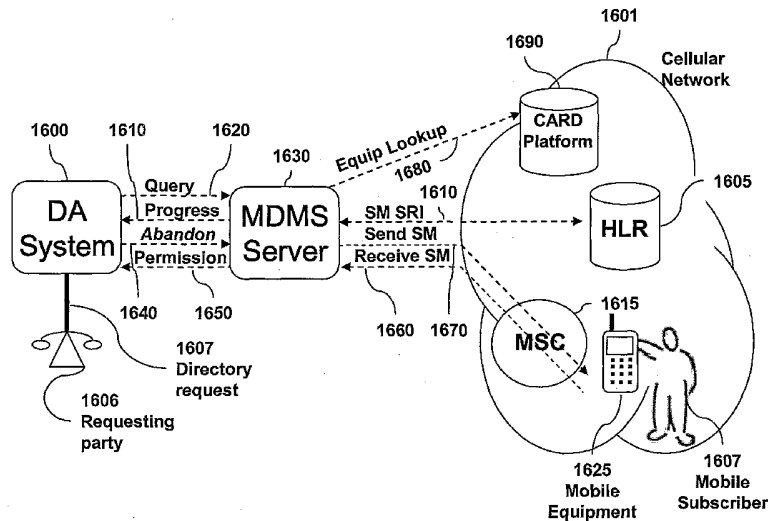 1601
1690
Cellular
Network
CARD
Platform
1600
1610
1620
1630
Equip Lookup
1680
1610
1605
DA
System
Query
Progress
Abandon
Permission
MDMS
Server
SM SRI
Send SM
Receive SM
HLR
1640
1650
1660
1670
1615
MSC
1607
Directory
request
1606
Requesting
party
1625
Mobile
Equipment
1607
Mobile
Subscriber